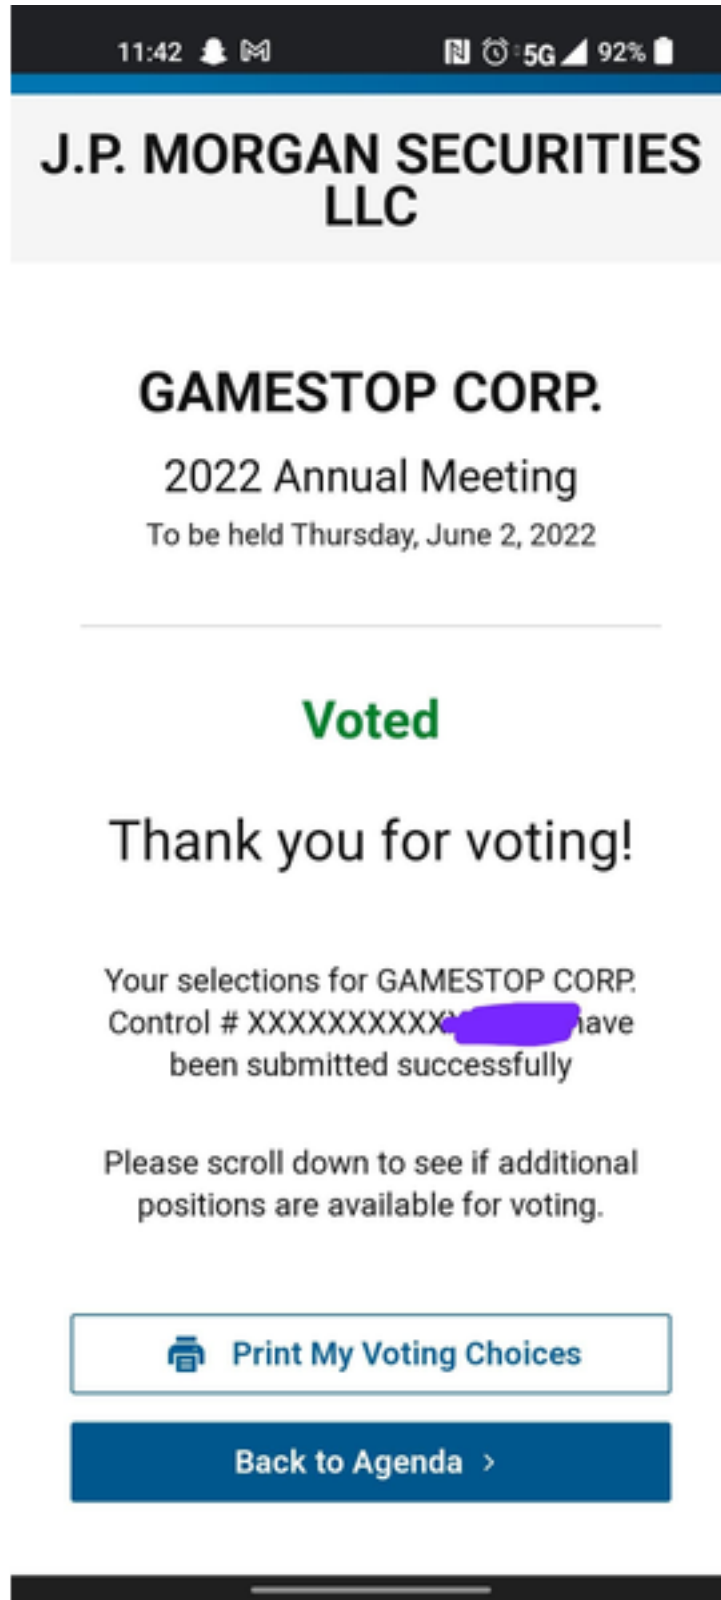 11:42 5G 92%
J.P. MORGAN SECURITIES
LLC
GAMESTOP CORP.
2022 Annual Meeting
To be held Thursday, June 2, 2022
Voted
Thank you for voting!
Your selections for GAMESTOP CORP.
Control # XXXXXXXXXX
been submitted successfully
Please scroll down to see if additional
positions are available for voting.
Print My Voting Choices
Back to Agenda >